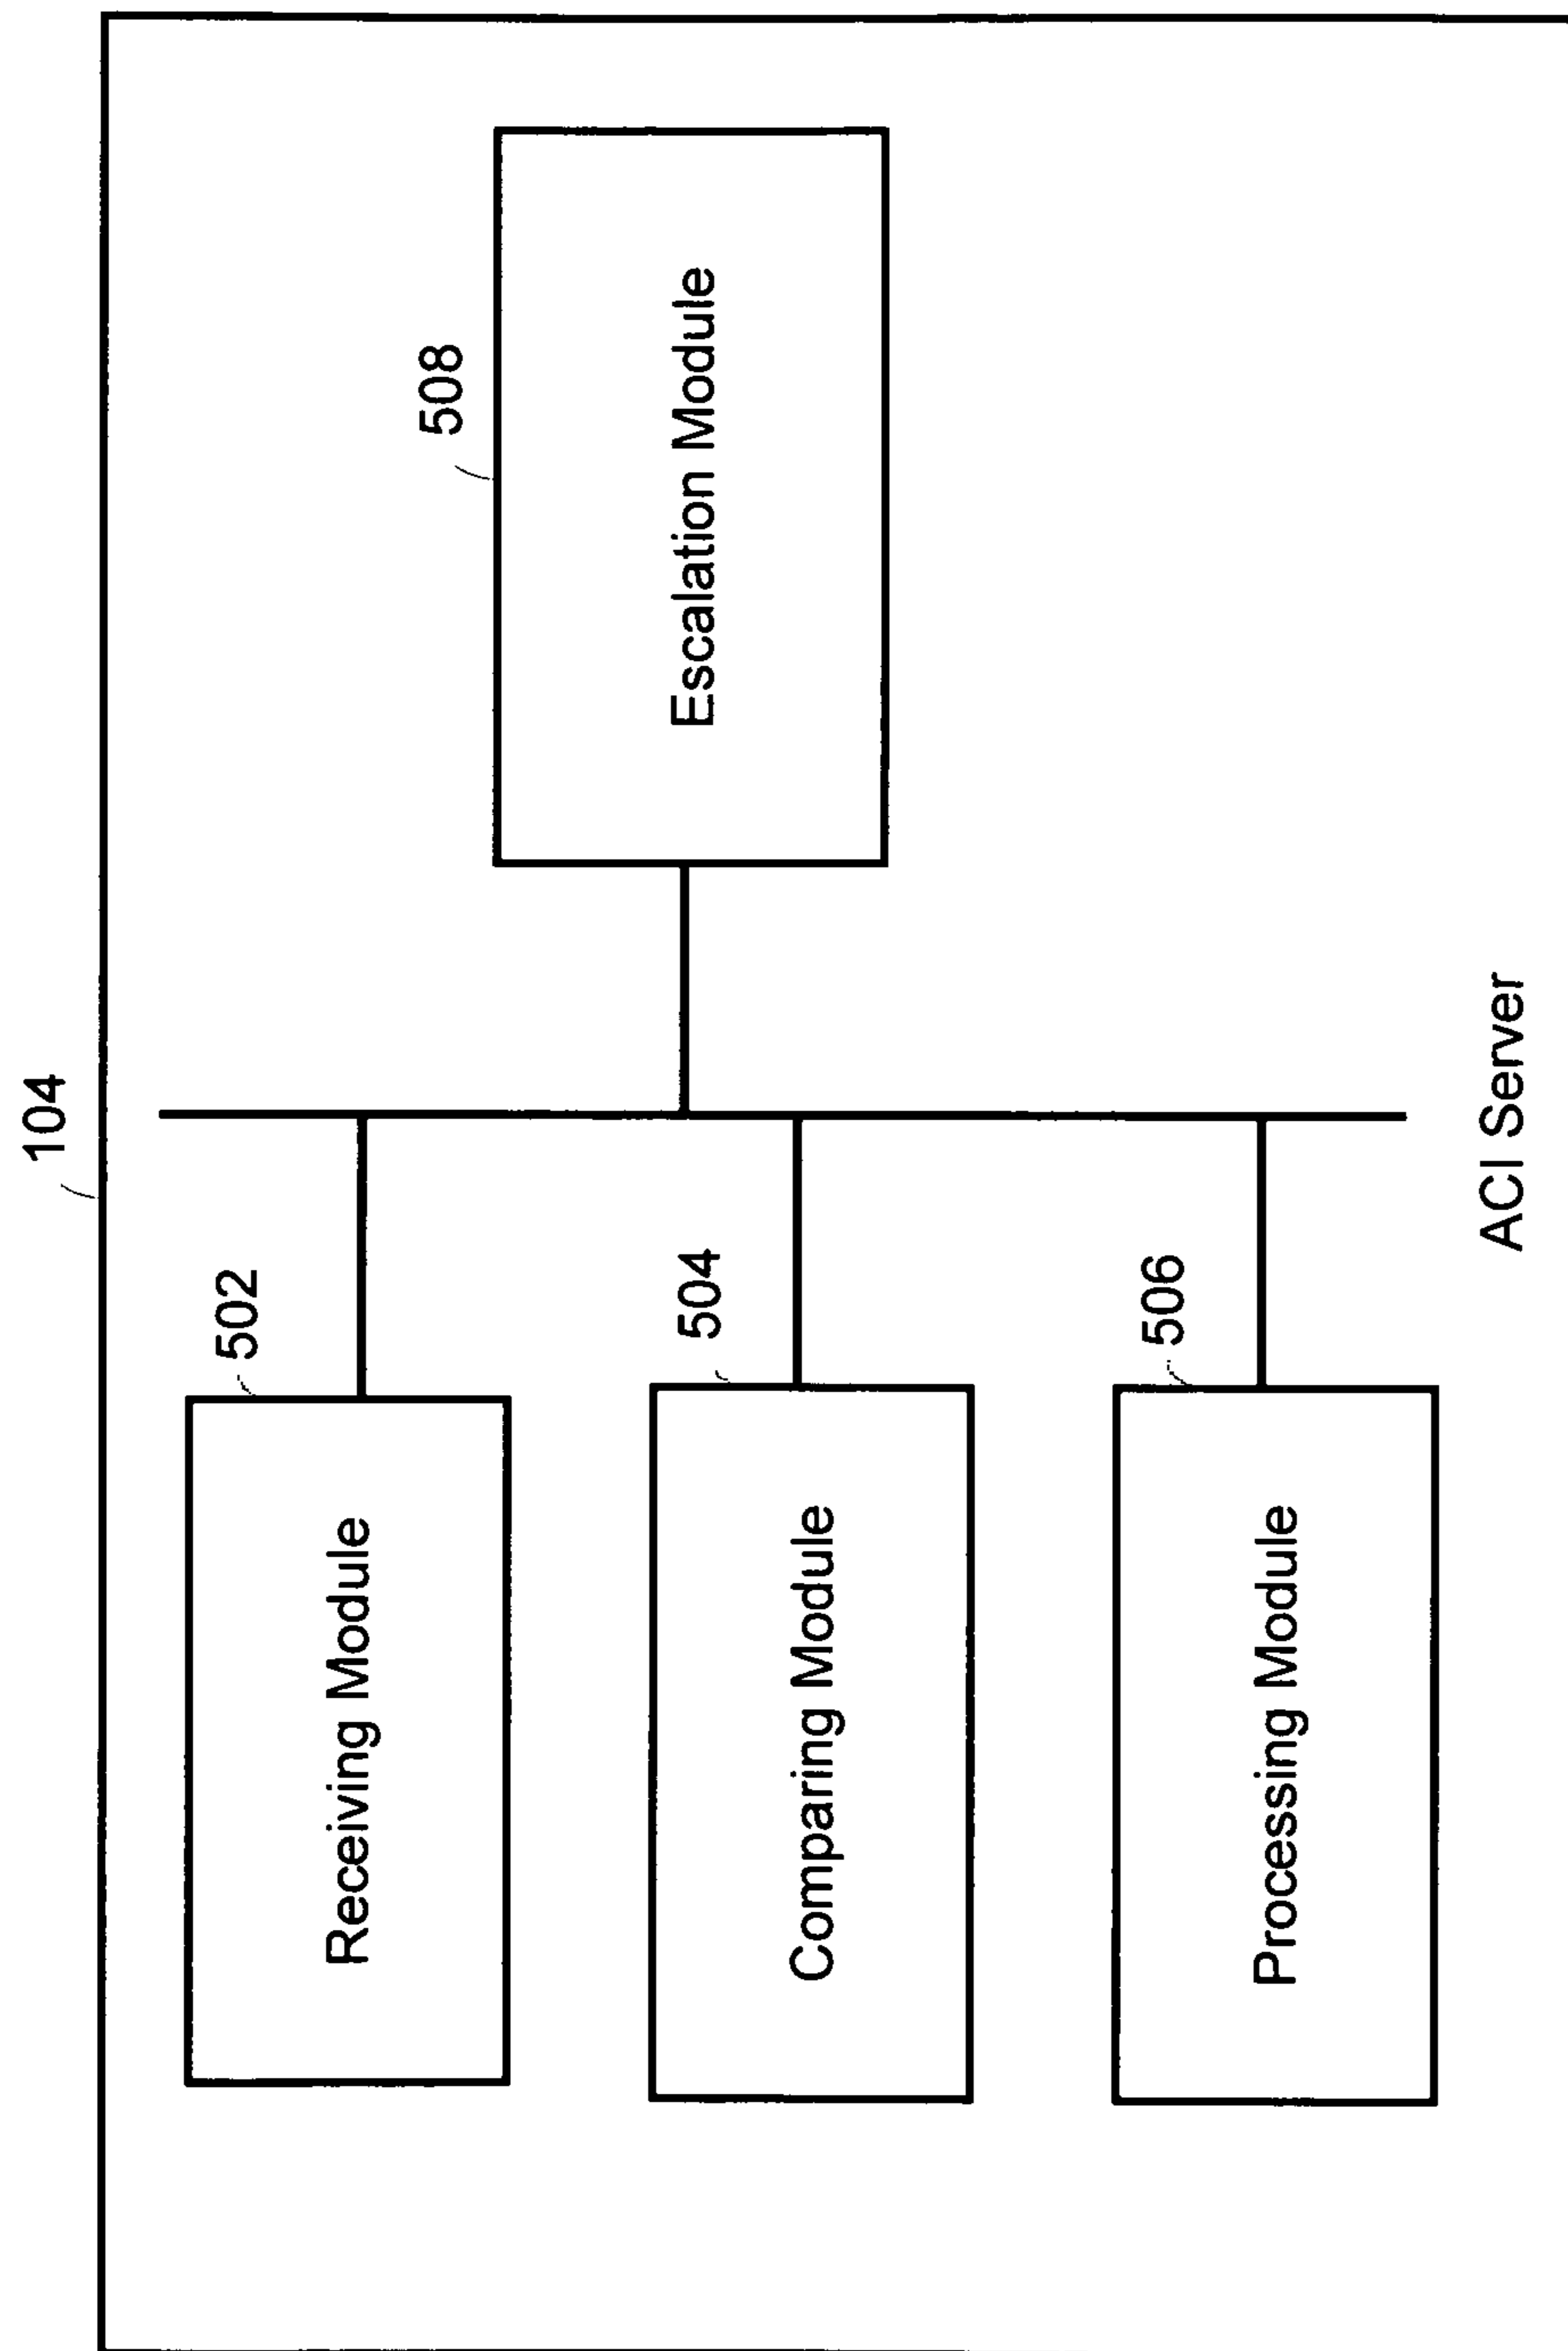 104
502
Receiving Module
504
Comparing Module
506
Processing Module
508
Escalation Module
ACI Server